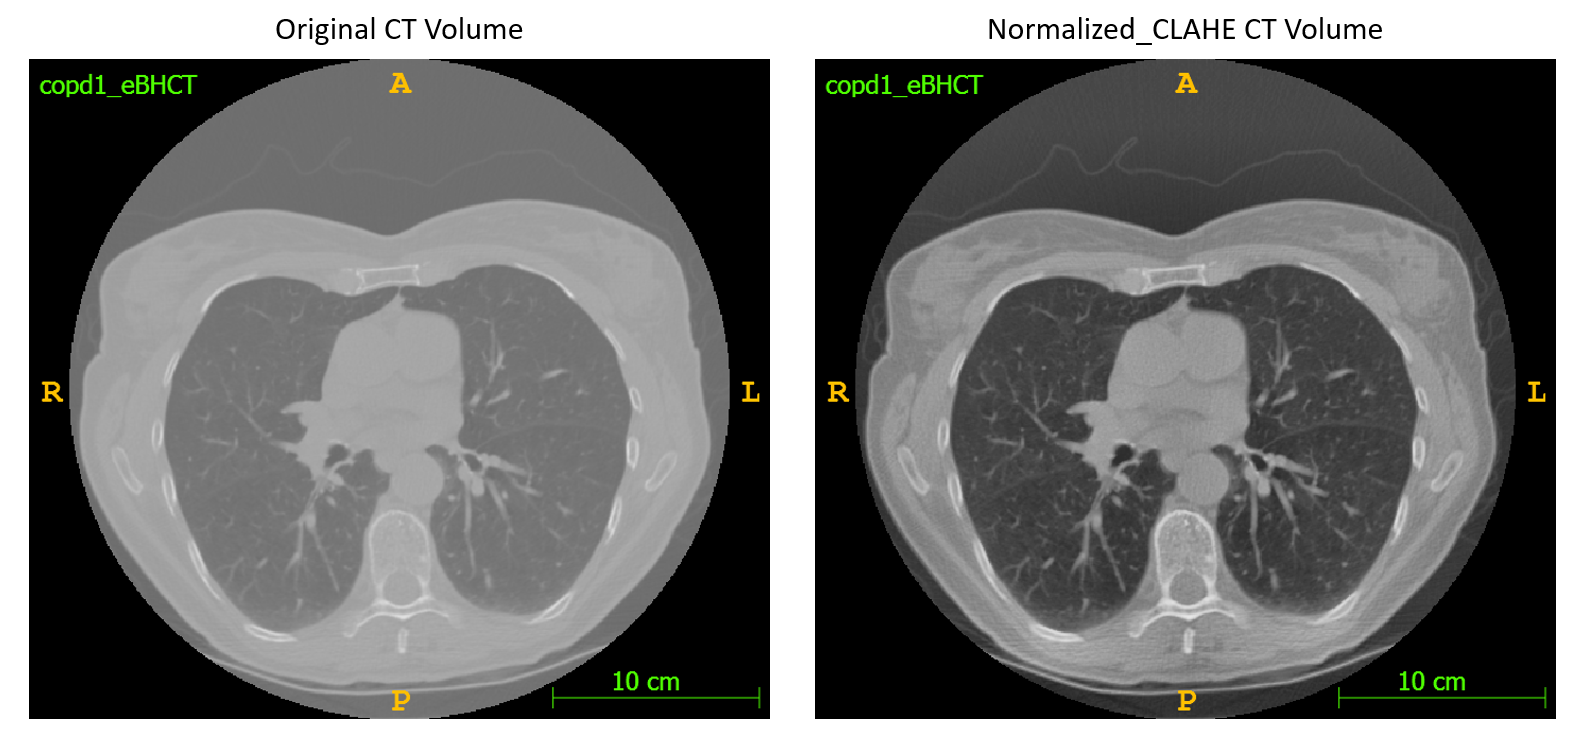 Original CT Volume
copd1_eBHCT
A
R
L
P
10 cm
Normalized_CLAHE CT Volume
copd1_eBHCT
A
R
L
P
10 cm